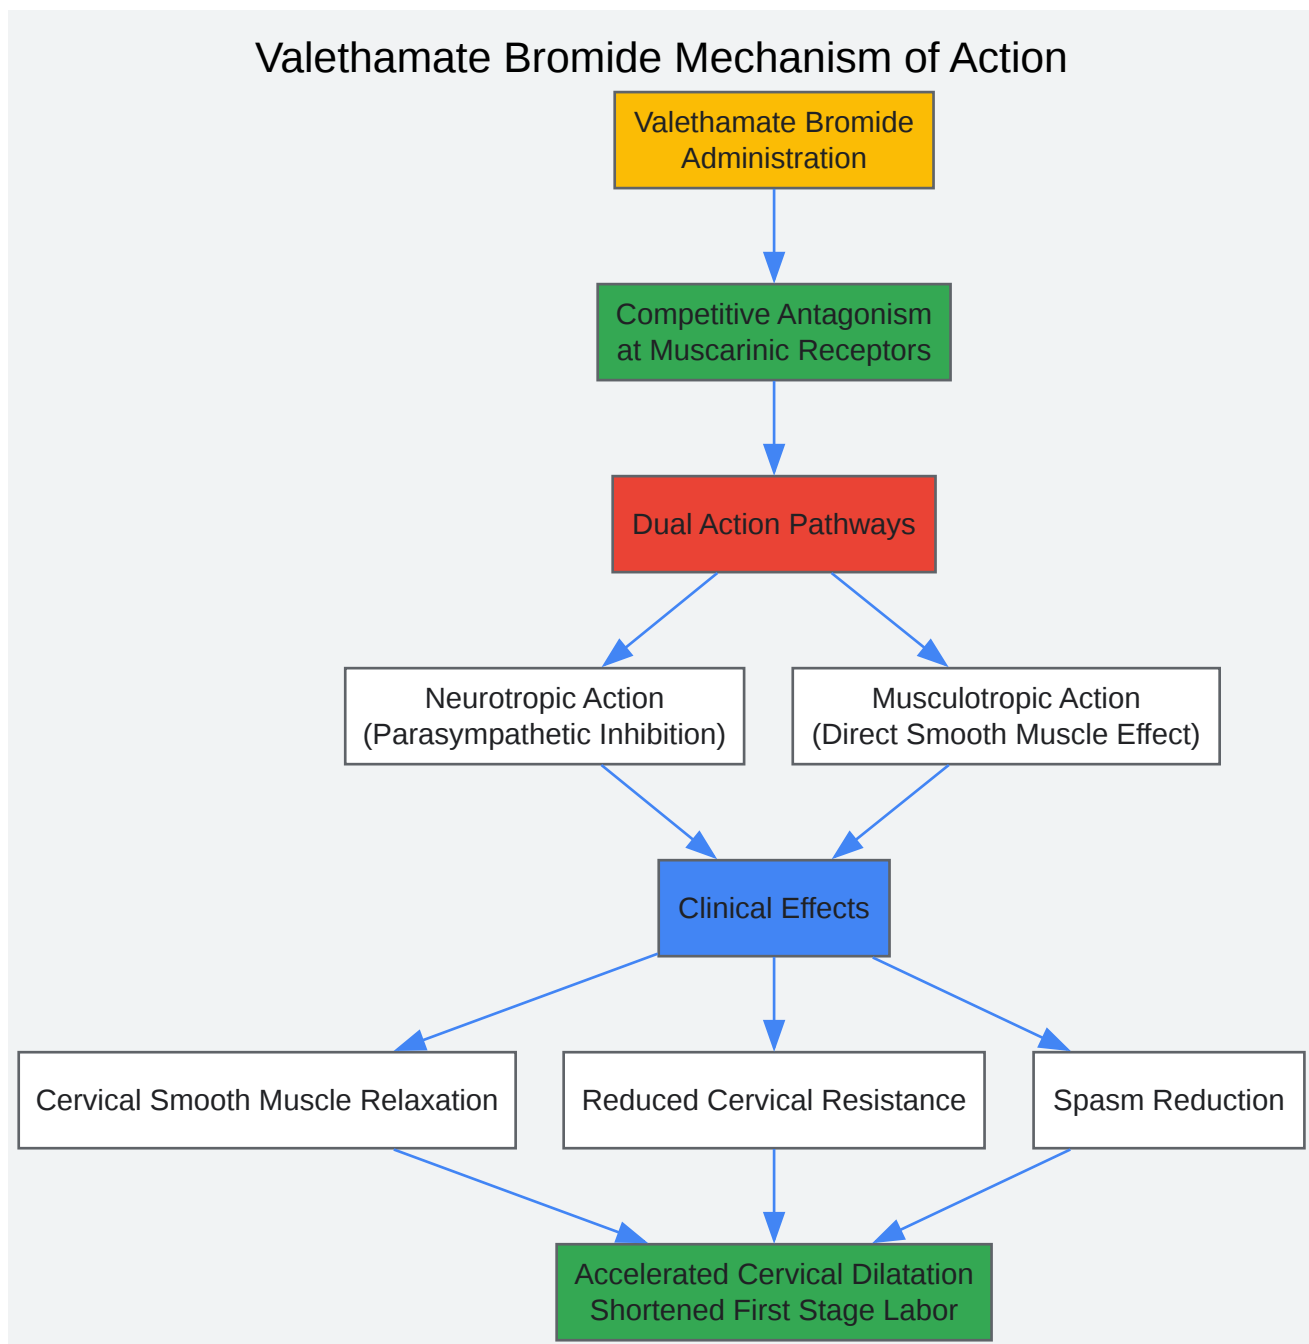 Valethamate Bromide Mechanism of Action
Valethamate Bromide
Administration
Competitive Antagonism
at Muscarinic Receptors
Dual Action Pathways
Neurotropic Action
(Parasympathetic Inhibition)
Musculotropic Action
(Direct Smooth Muscle Effect)
Clinical Effects
Cervical Smooth Muscle Relaxation
Reduced Cervical Resistance
Spasm Reduction
Accelerated Cervical Dilatation
Shortened First Stage Labor